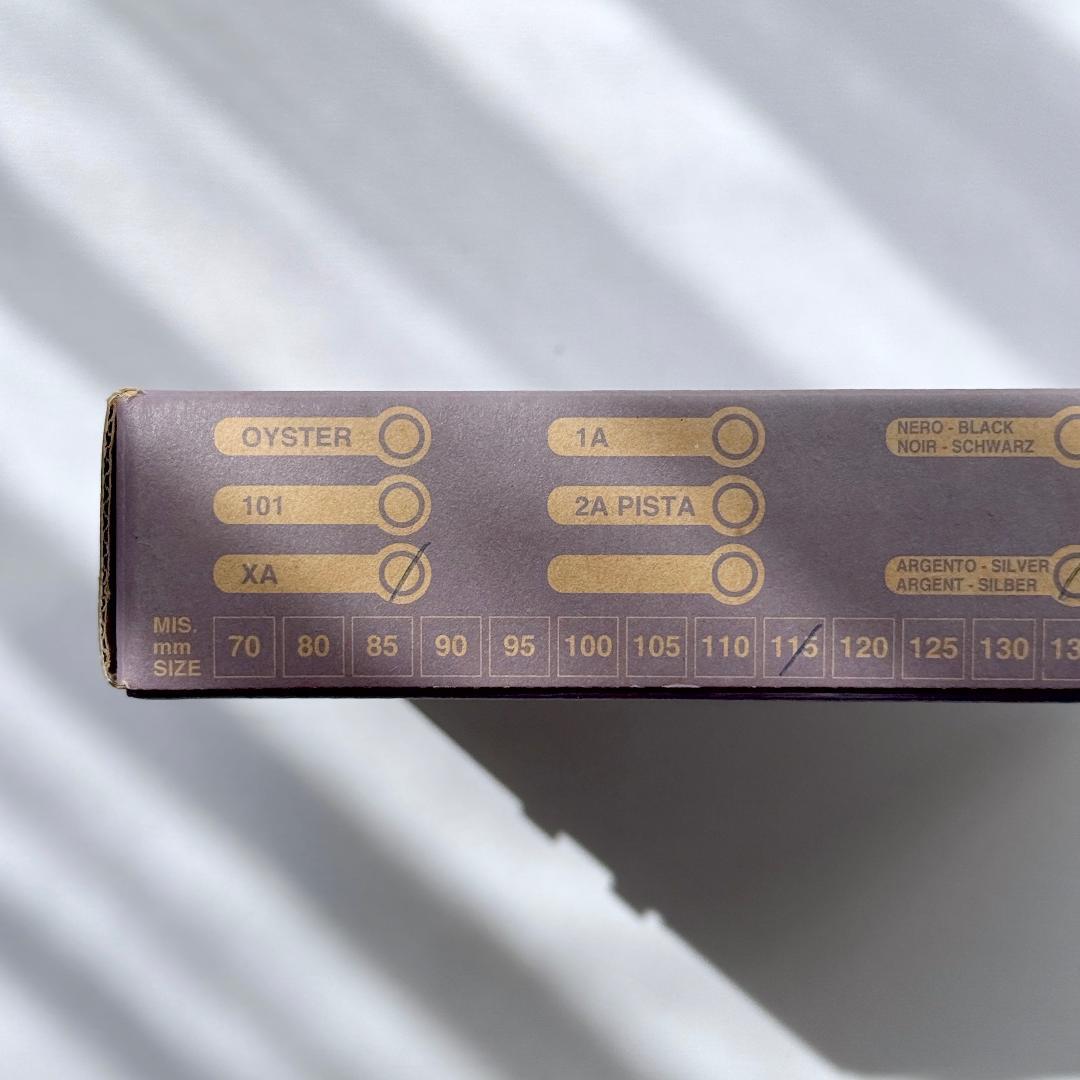 OYSTER
1A
NERO - BLACK
NOIR - SCHWARZ
101
2A PISTA
XA
ARGENTO - SILVER
ARGENT - SILBER
MIS.
mm
SIZE
70 80 85 90 95 100 105 110 115 120 125 130